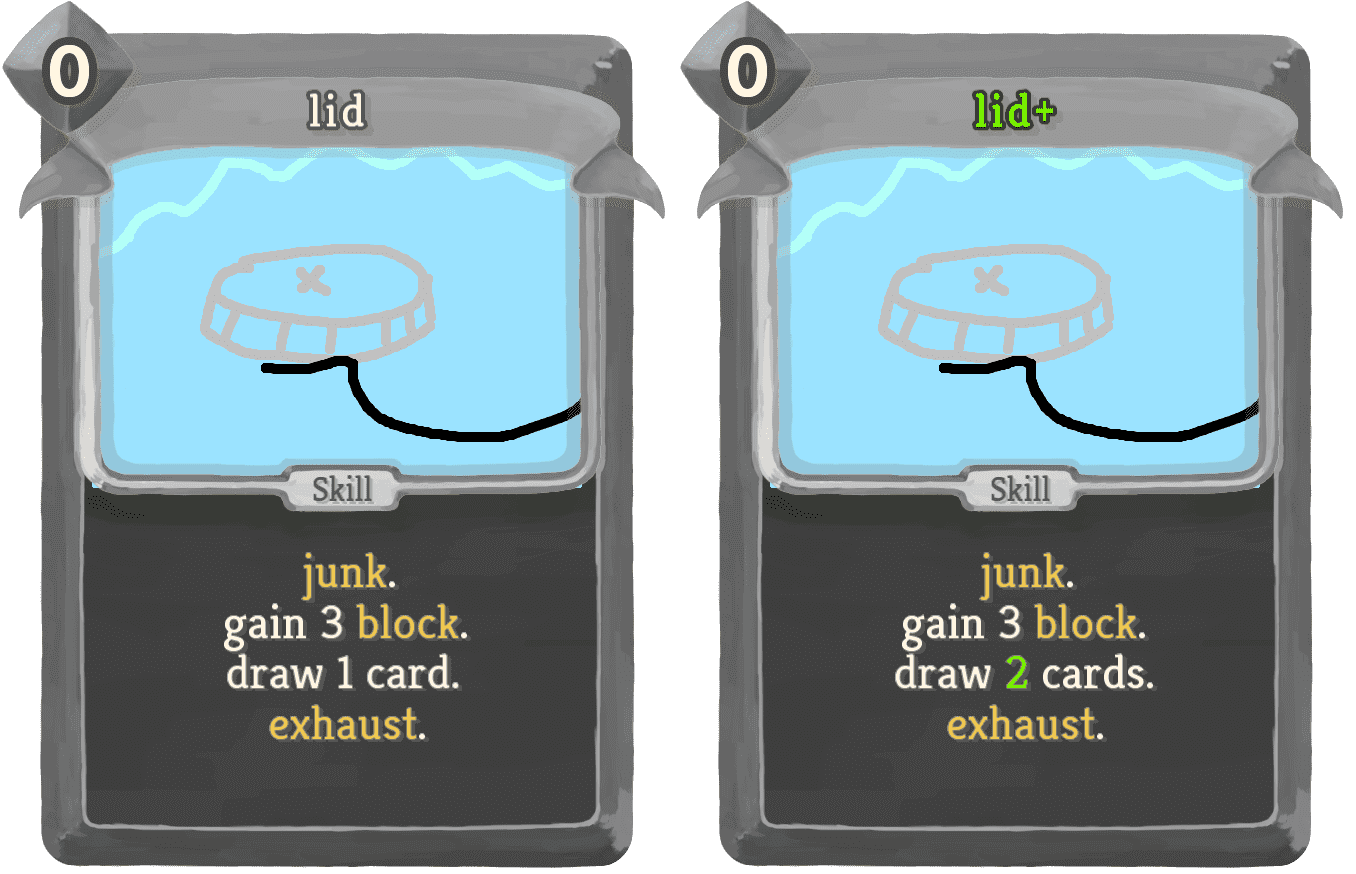 0
lid
Skill
junk.
gain 3 block.
draw 1 card.
exhaust.
0
lid+
Skill
junk.
gain 3 block.
draw 2 cards.
exhaust.